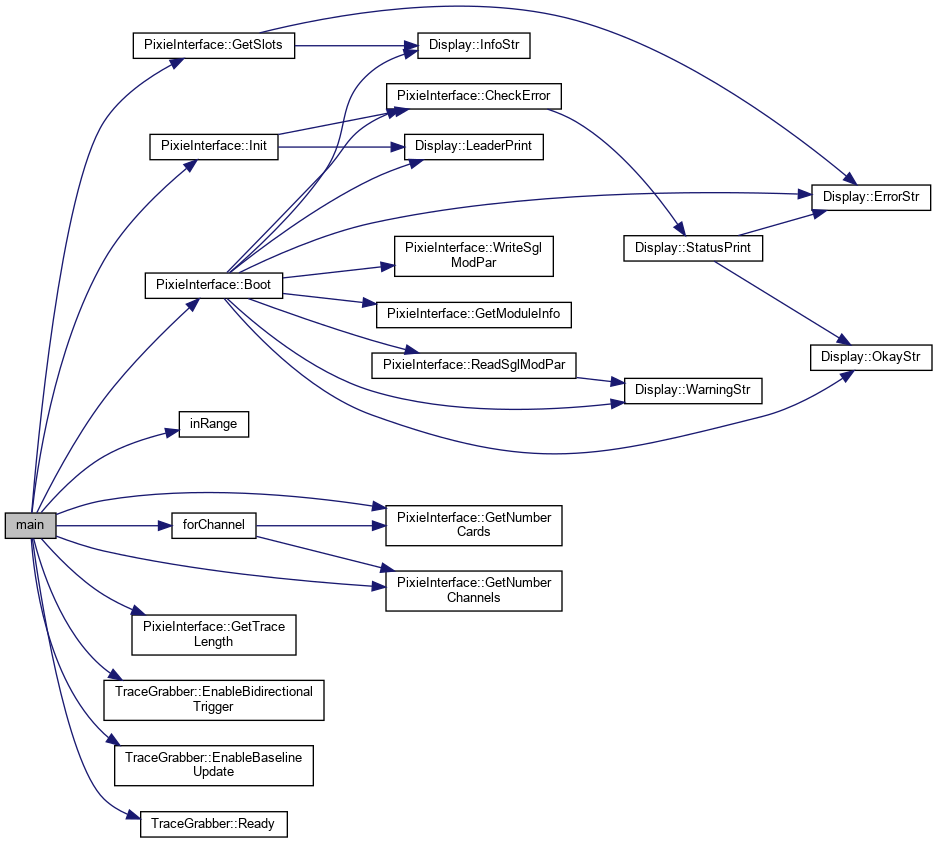 PixieInterface::GetSlots
Display::InfoStr
PixieInterface::CheckError
PixieInterface::Init
Display::LeaderPrint
Display::ErrorStr
PixieInterface::WriteSgl
ModPar
Display::StatusPrint
PixieInterface::Boot
PixieInterface::GetModuleInfo
PixieInterface::ReadSglModPar
Display::OkayStr
Display::WarningStr
inRange
main
forChannel
PixieInterface::GetNumber
Cards
PixieInterface::GetNumber
Channels
PixieInterface::GetTrace
Length
TraceGrabber::EnableBidirectional
Trigger
TraceGrabber::EnableBaseline
Update
TraceGrabber::Ready